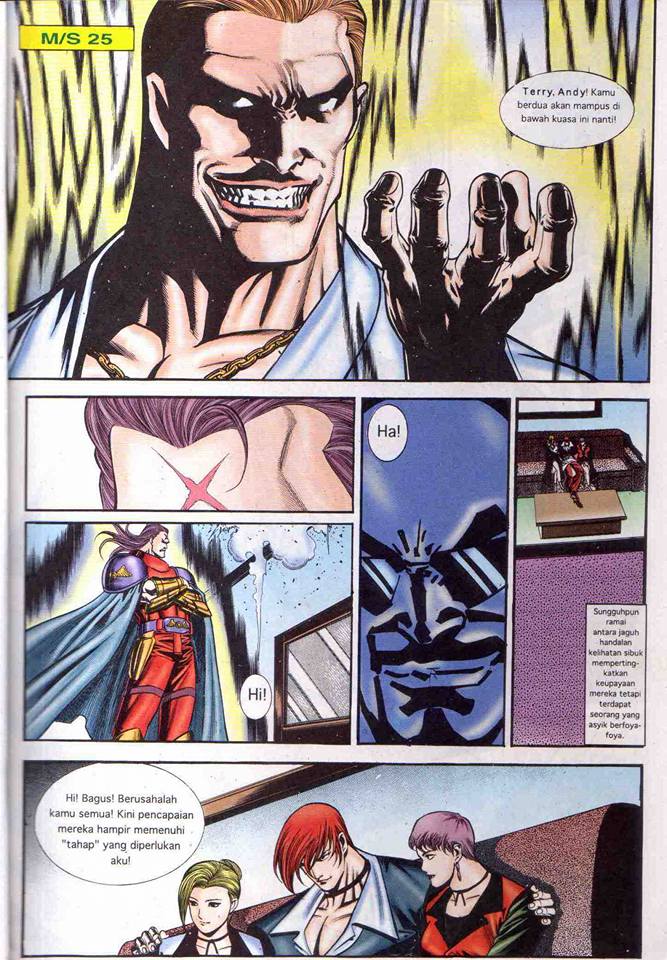 M/S 25
Terry, Andy! Kamu
berdua akan mampus di
bawah kuasa ini nanti!
Ha!
Hi!
Sungguhpun
ramai
antara jaguh
handalan
kelihatan sibuk
memperting-
katkan
keupayaan
mereka tetapi
terdapat
seorang yang
asyik berfoya-
foya.
Hi! Bagus! Berusahalah
kamu semua! Kini pencapaian
mereka hampir memenuhi
"tahap" yang diperlukan
aku!